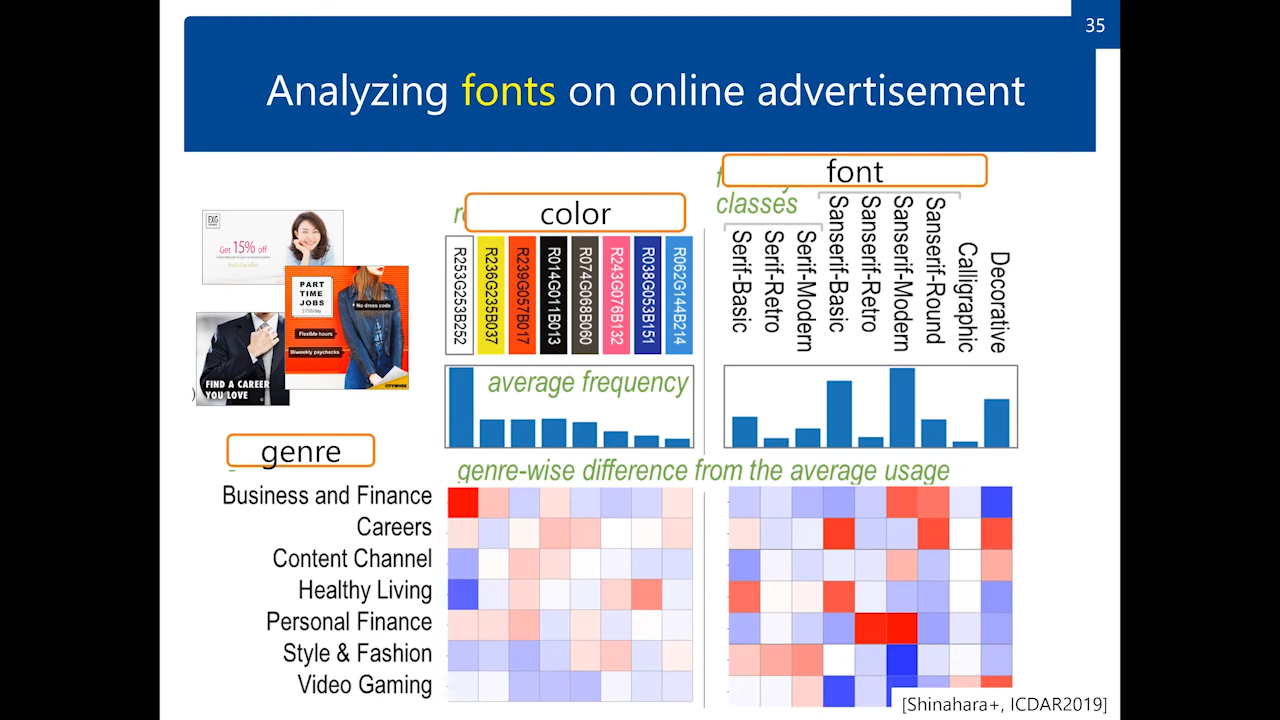 35
Analyzing fonts on online advertisement
font
classes
color
EXG
Get 15% off
PART
TIME
JOBS
$150/day
No dress code
Flexible hours
Biweekly paychecks
CITYWORK
FIND A CAREER
YOU LOVE
R253G253B252
R236G235B037
R239G057B017
R014G011B013
R074G068B060
R243G076B132
R038G053B151
R062G144B214
Serif-Basic
Serif-Retro
Serif-Modern
Sanserif-Basic
Sanserif-Retro
Sanserif-Modern
Sanserif-Round
Calligraphic
Decorative
average frequency
genre
genre-wise difference from the average usage
Business and Finance
Careers
Content Channel
Healthy Living
Personal Finance
Style & Fashion
Video Gaming
[Shinahara+, ICDAR2019]